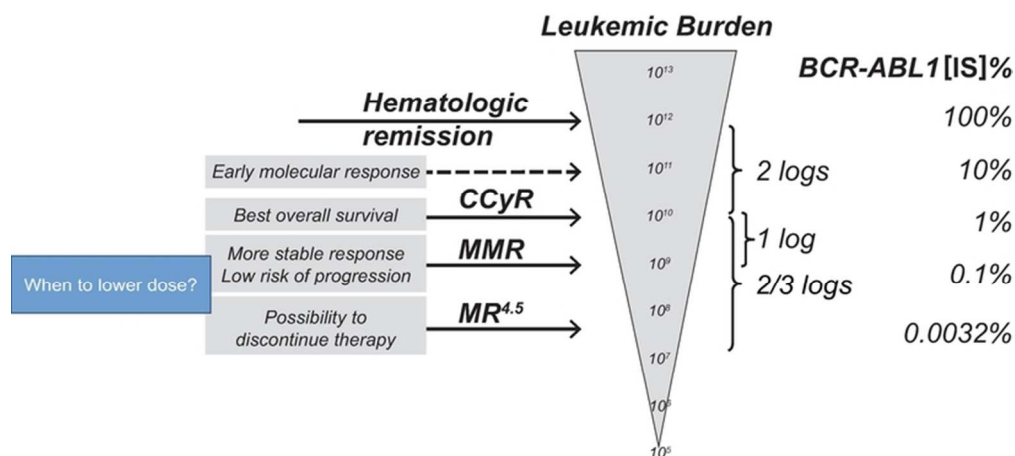 Leukemic Burden
BCR-ABL1[IS]%
10¹³
Hematologic
remission
10¹²
100%
Early molecular response
10¹¹
2 logs
10%
CCyR
Best overall survival
10¹⁰
1%
1 log
More stable response
Low risk of progression
MMR
10⁹
0.1%
When to lower dose?
2/3 logs
10⁸
Possibility to
discontinue therapy
MR⁴·⁵
0.0032%
10⁷
10⁶
10⁵